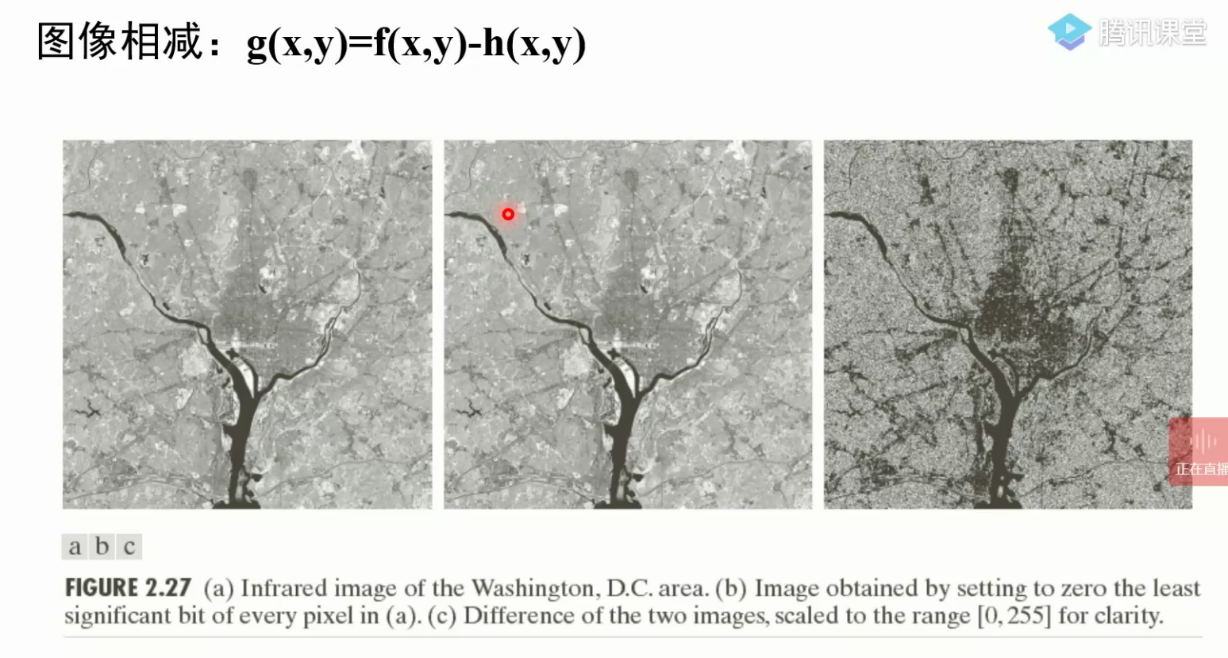 图像相减：g(x,y)=f(x,y)-h(x,y)
腾讯课堂
正在直播
a b c
FIGURE 2.27 (a) Infrared image of the Washington, D.C. area. (b) Image obtained by setting to zero the least
significant bit of every pixel in (a). (c) Difference of the two images, scaled to the range [0, 255] for clarity.